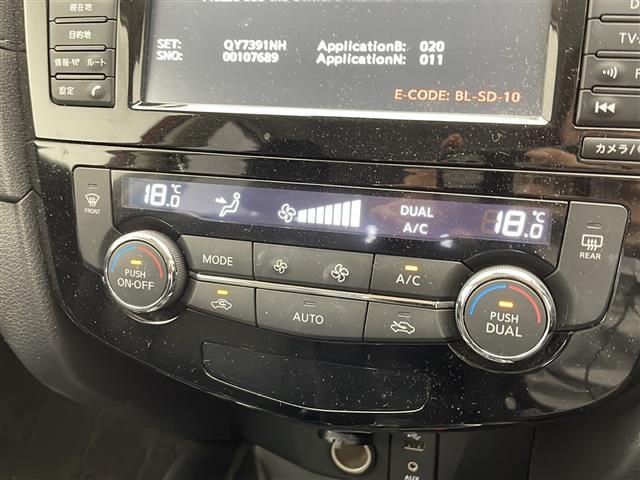 現在地
目的地
情報・VI ルート
設定
SET: QY7391NH ApplicationB: 020
SNO: 00107689 ApplicationN: 011
E-CODE: BL-SD-10
TV
カメラ/
18.0 °C
DUAL
A/C
18.0 °C
FRONT
REAR
PUSH
ON·OFF
MODE
A/C
AUTO
PUSH
DUAL
AUX